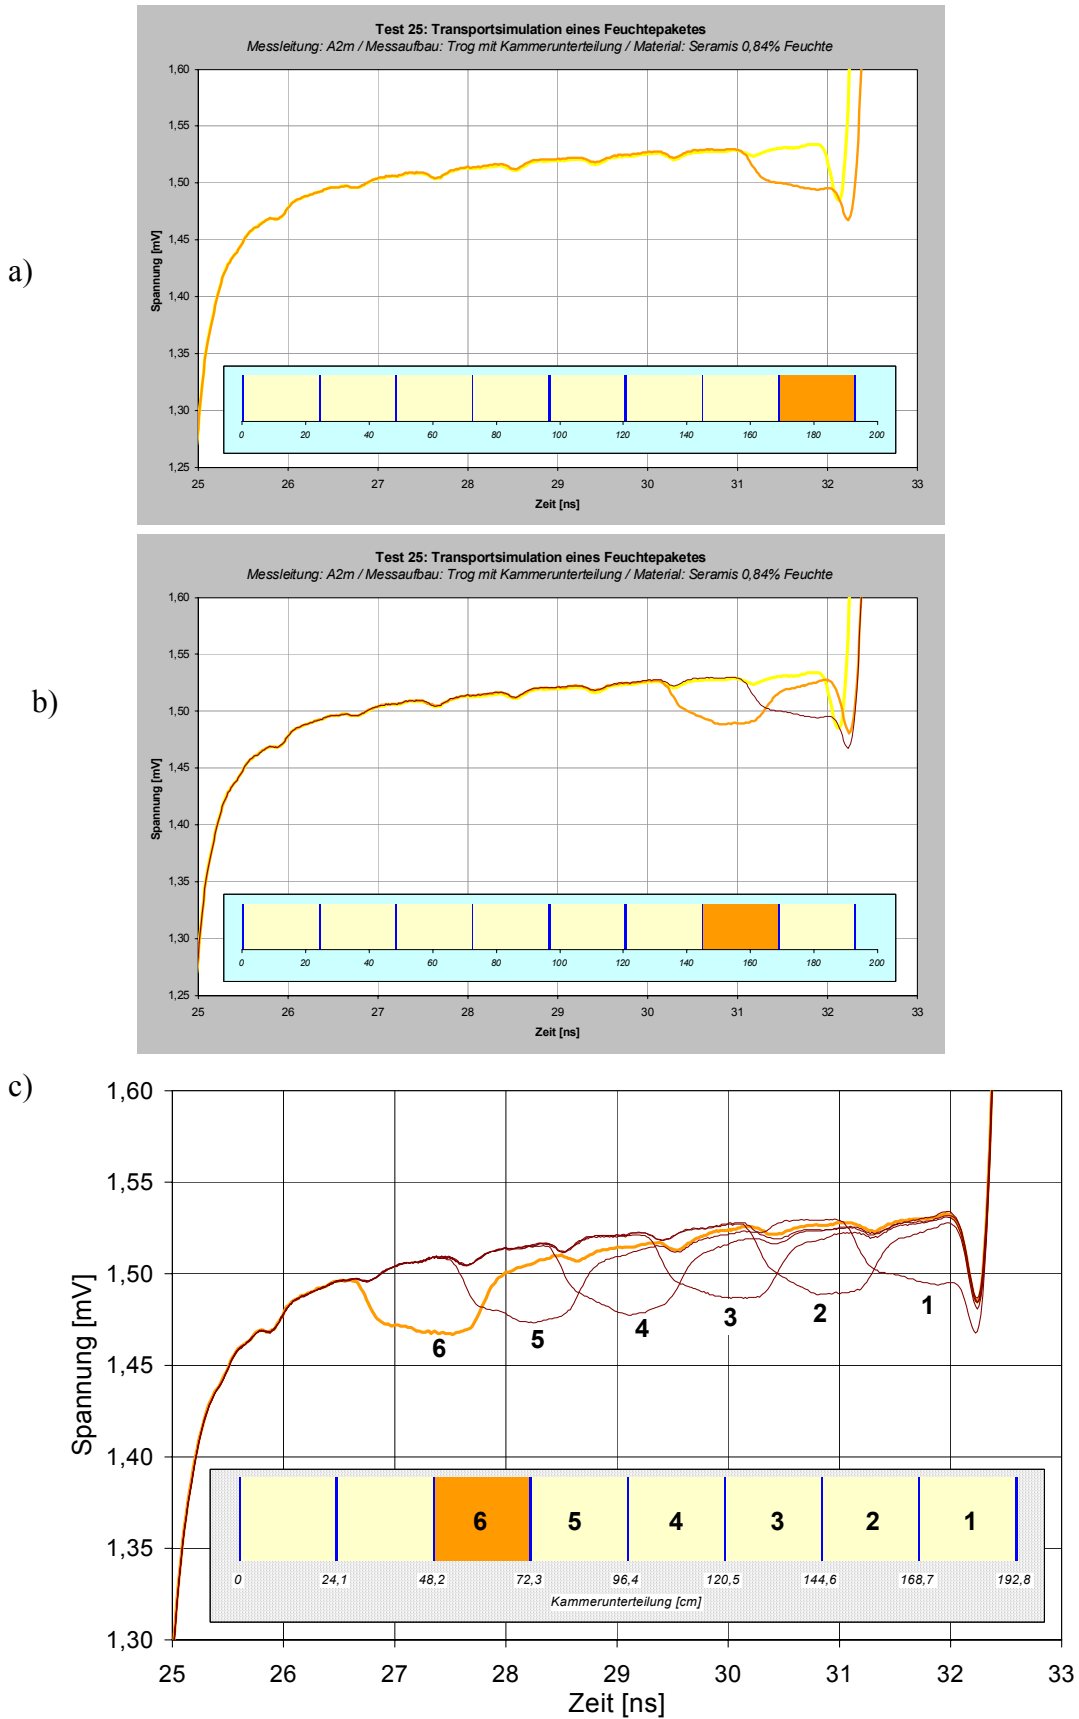 a)
Test 25: Transportsimulation eines Feuchtepaketes
Messleitung: A2m / Messaufbau: Trog mit Kammerunterteilung / Material: Seramis 0,84% Feuchte
Spannung [mV]
1,60
1,55
1,50
1,45
1,40
1,35
1,30
1,25
0 20 40 60 80 100 120 140 160 180 200
25 26 27 28 29 30 31 32 33
Zeit [ns]
b)
Test 25: Transportsimulation eines Feuchtepaketes
Messleitung: A2m / Messaufbau: Trog mit Kammerunterteilung / Material: Seramis 0,84% Feuchte
Spannung [mV]
1,60
1,55
1,50
1,45
1,40
1,35
1,30
1,25
0 20 40 60 80 100 120 140 160 180 200
25 26 27 28 29 30 31 32 33
Zeit [ns]
c)
Spannung [mV]
1,60
1,55
1,50
1,45
1,40
1,35
1,30
6 5 4 3 2 1
6 5 4 3 2 1
0 24,1 48,2 72,3 96,4 120,5 144,6 168,7 192,8
Kammerunterteilung [cm]
25 26 27 28 29 30 31 32 33
Zeit [ns]